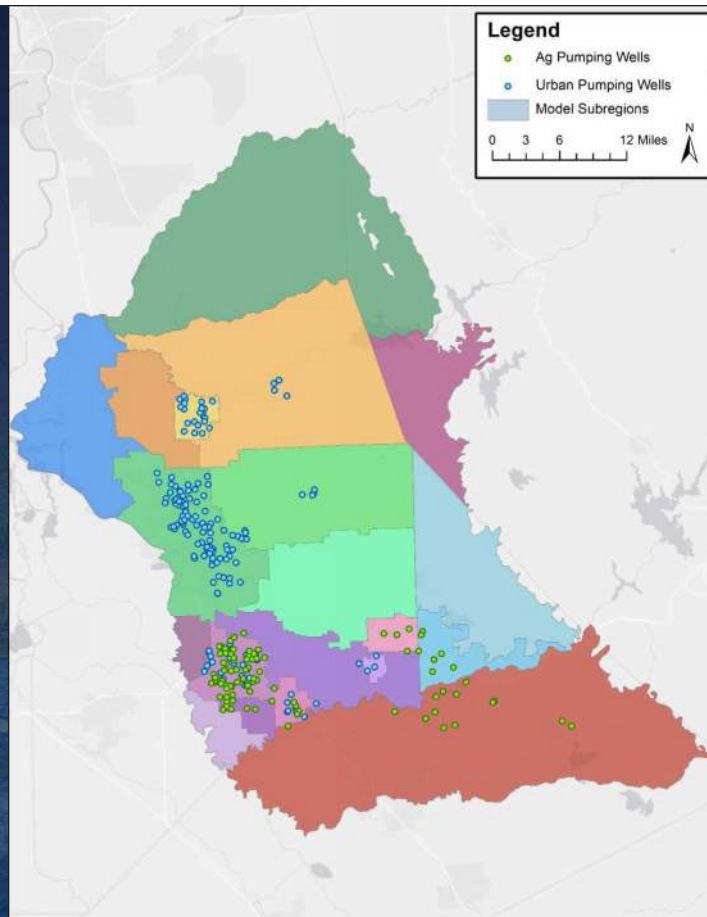 Legend
Ag Pumping Wells
Urban Pumping Wells
Model Subregions
N
0 3 6 12 Miles